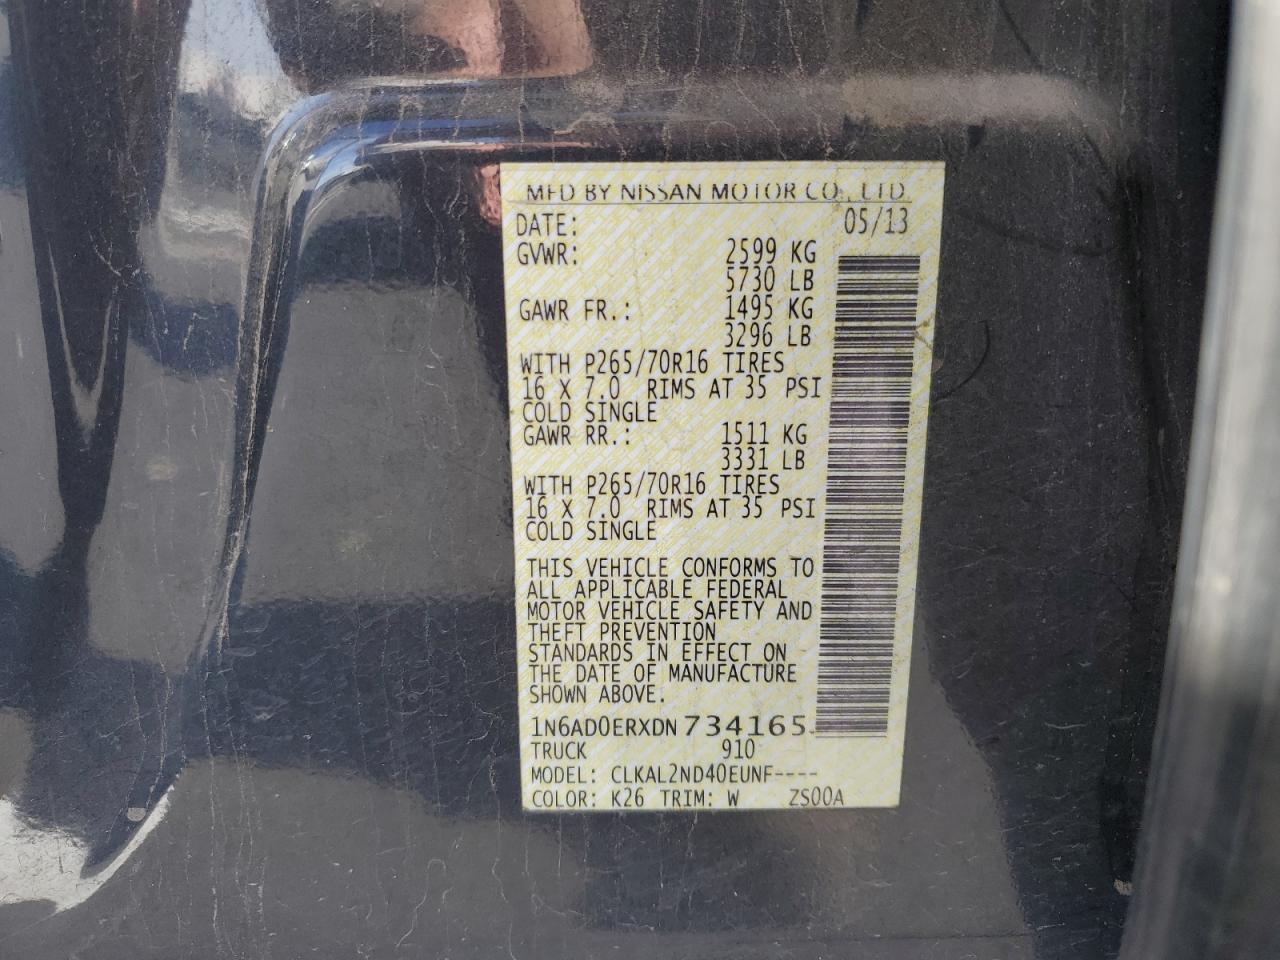 MFD BY NISSAN MOTOR CO., LTD.
DATE: 05/13
GVWR: 2599 KG
5730 LB
GAWR FR.: 1495 KG
3296 LB
WITH P265/70R16 TIRES
16 X 7.0 RIMS AT 35 PSI
COLD SINGLE
GAWR RR.: 1511 KG
3331 LB
WITH P265/70R16 TIRES
16 X 7.0 RIMS AT 35 PSI
COLD SINGLE
THIS VEHICLE CONFORMS TO
ALL APPLICABLE FEDERAL
MOTOR VEHICLE SAFETY AND
THEFT PREVENTION
STANDARDS IN EFFECT ON
THE DATE OF MANUFACTURE
SHOWN ABOVE.
1N6AD0ERXDN734165
TRUCK 910
MODEL: CLKAL2ND40EUNF----
COLOR: K26 TRIM: W ZS00A